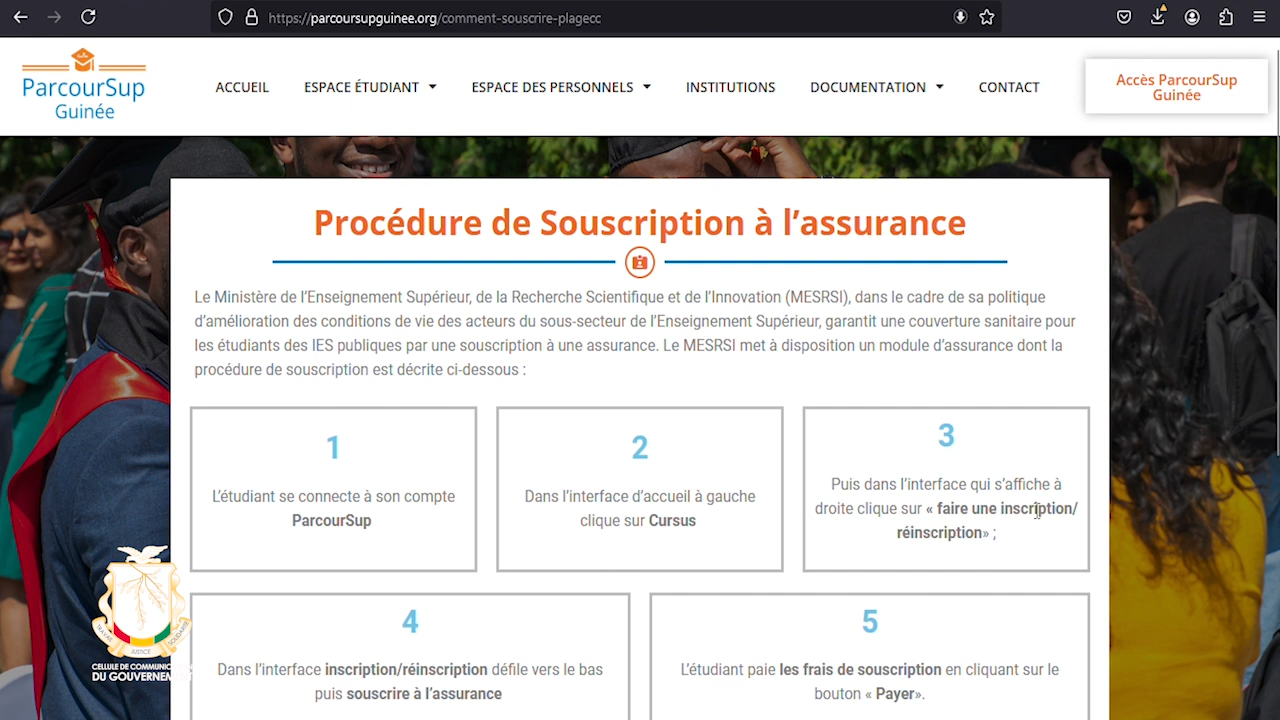 https://parcoursupguinee.org/comment-souscrire-plagecc
ParcourSup
Guinée
ACCUEIL
ESPACE ÉTUDIANT
ESPACE DES PERSONNELS
INSTITUTIONS
DOCUMENTATION
CONTACT
Accès ParcourSup
Guinée
Procédure de Souscription à l’assurance
Le Ministère de l’Enseignement Supérieur, de la Recherche Scientifique et de l’Innovation (MESRSI), dans le cadre de sa politique
d’amélioration des conditions de vie des acteurs du sous-secteur de l’Enseignement Supérieur, garantit une couverture sanitaire pour
les étudiants des IES publiques par une souscription à une assurance. Le MESRSI met à disposition un module d’assurance dont la
procédure de souscription est décrite ci-dessous :
1
L’étudiant se connecte à son compte
ParcourSup
2
Dans l’interface d’accueil à gauche
clique sur Cursus
3
Puis dans l’interface qui s’affiche à
droite clique sur « faire une inscription/
réinscription» ;
4
Dans l’interface inscription/réinscription défile vers le bas
puis souscrire à l’assurance
5
L’étudiant paie les frais de souscription en cliquant sur le
bouton « Payer».
TRAVAIL
JUSTICE
SOLIDARITÉ
CELLULE DE COMMUNIC
DU GOUVERNEMENT